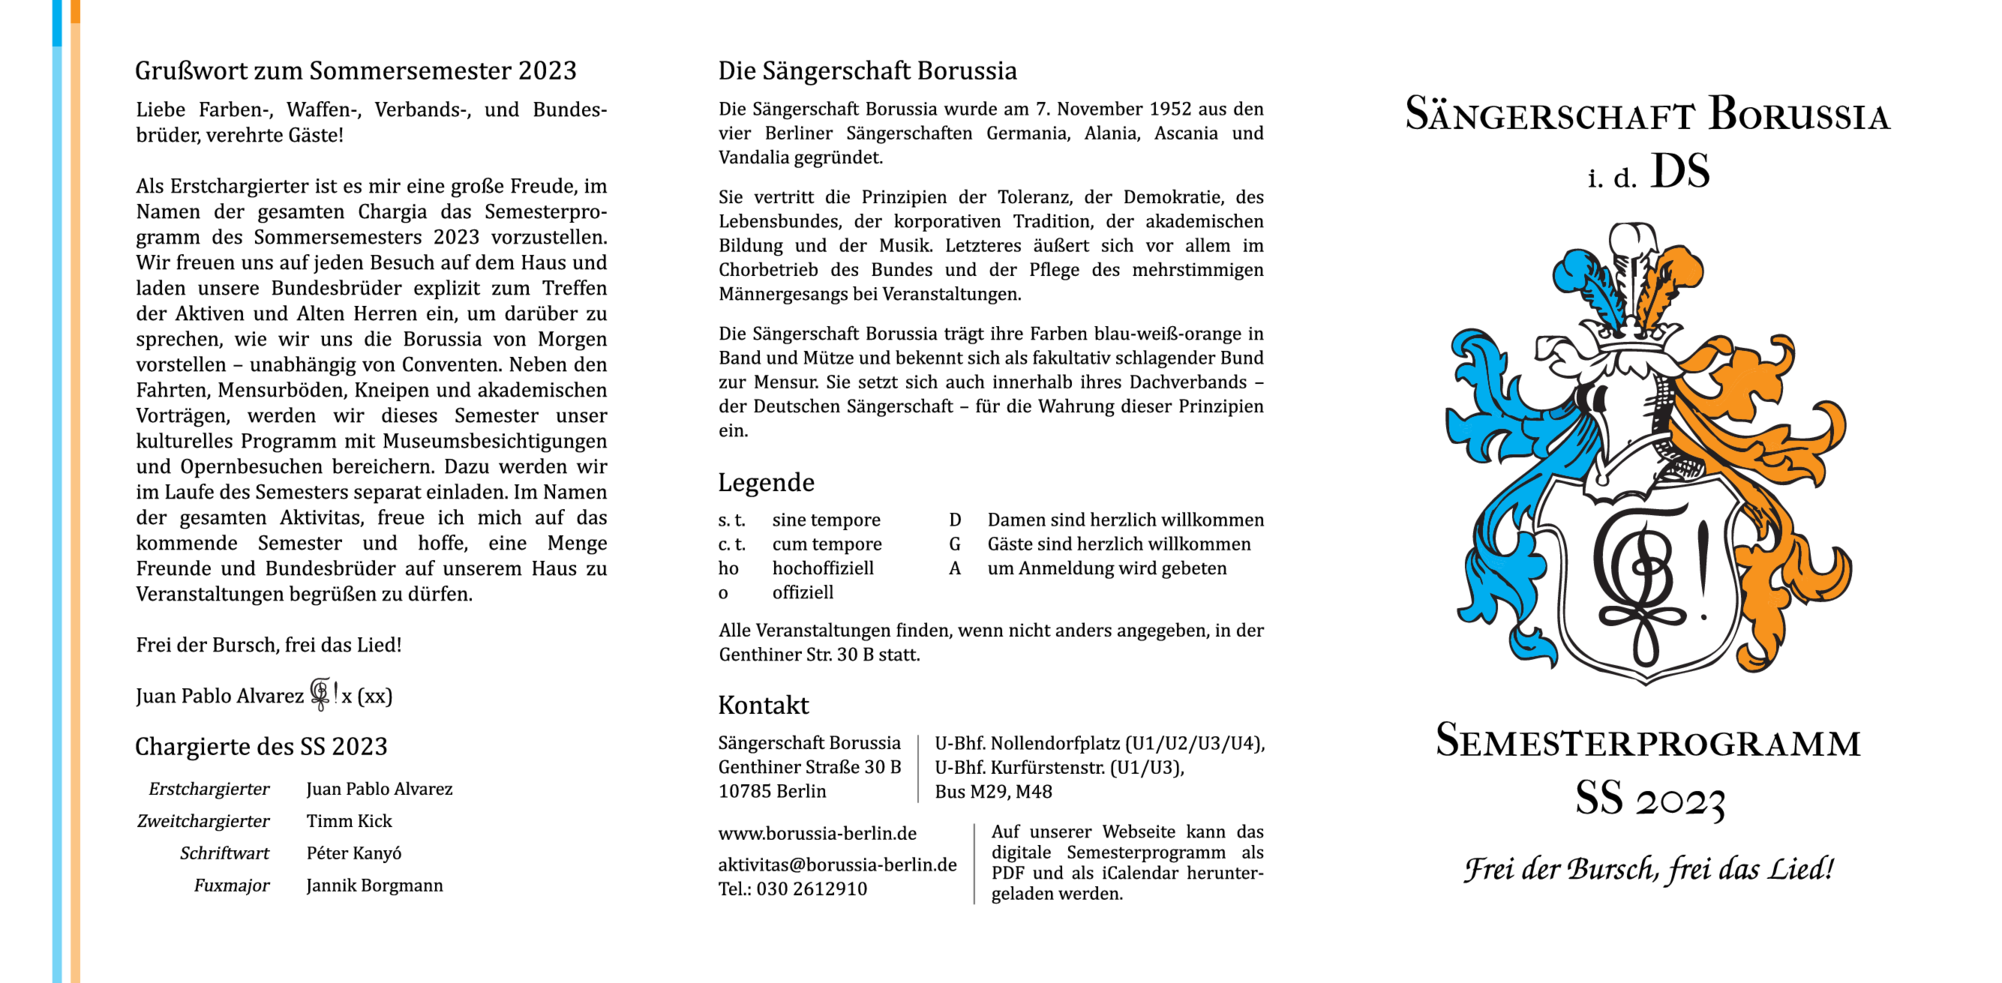 Grußwort zum Sommersemester 2023
Liebe Farben-, Waffen-, Verbands-, und Bundes-
brüder, verehrte Gäste!
Als Erstchargierter ist es mir eine große Freude, im
Namen der gesamten Chargia das Semesterpro-
gramm des Sommersemesters 2023 vorzustellen.
Wir freuen uns auf jeden Besuch auf dem Haus und
laden unsere Bundesbrüder explizit zum Treffen
der Aktiven und Alten Herren ein, um darüber zu
sprechen, wie wir uns die Borussia von Morgen
vorstellen – unabhängig von Conventen. Neben den
Fahrten, Mensurböden, Kneipen und akademischen
Vorträgen, werden wir dieses Semester unser
kulturelles Programm mit Museumsbesichtigungen
und Opernbesuchen bereichern. Dazu werden wir
im Laufe des Semesters separat einladen. Im Namen
der gesamten Aktivitas, freue ich mich auf das
kommende Semester und hoffe, eine Menge
Freunde und Bundesbrüder auf unserem Haus zu
Veranstaltungen begrüßen zu dürfen.
Frei der Bursch, frei das Lied!
Juan Pablo Alvarez ! x (xx)
Chargierte des SS 2023
Erstchargierter Juan Pablo Alvarez
Zweitchargierter Timm Kick
Schriftwart Péter Kanyó
Fuxmajor Jannik Borgmann
Die Sängerschaft Borussia
Die Sängerschaft Borussia wurde am 7. November 1952 aus den
vier Berliner Sängerschaften Germania, Alania, Ascania und
Vandalia gegründet.
Sie vertritt die Prinzipien der Toleranz, der Demokratie, des
Lebensbundes, der korporativen Tradition, der akademischen
Bildung und der Musik. Letzteres äußert sich vor allem im
Chorbetrieb des Bundes und der Pflege des mehrstimmigen
Männergesangs bei Veranstaltungen.
Die Sängerschaft Borussia trägt ihre Farben blau-weiß-orange in
Band und Mütze und bekennt sich als fakultativ schlagender Bund
zur Mensur. Sie setzt sich auch innerhalb ihres Dachverbands –
der Deutschen Sängerschaft – für die Wahrung dieser Prinzipien
ein.
Legende
s. t. sine tempore D Damen sind herzlich willkommen
c. t. cum tempore G Gäste sind herzlich willkommen
ho hochoffiziell A um Anmeldung wird gebeten
o offiziell
Alle Veranstaltungen finden, wenn nicht anders angegeben, in der
Genthiner Str. 30 B statt.
Kontakt
Sängerschaft Borussia
Genthiner Straße 30 B
10785 Berlin
U-Bhf. Nollendorfplatz (U1/U2/U3/U4),
U-Bhf. Kurfürstenstr. (U1/U3),
Bus M29, M48
www.borussia-berlin.de
aktivitas@borussia-berlin.de
Tel.: 030 2612910
Auf unserer Webseite kann das
digitale Semesterprogramm als
PDF und als iCalendar herunter-
geladen werden.
Sängerschaft Borussia
i. d. DS
!
Semesterprogramm
SS 2023
Frei der Bursch, frei das Lied!